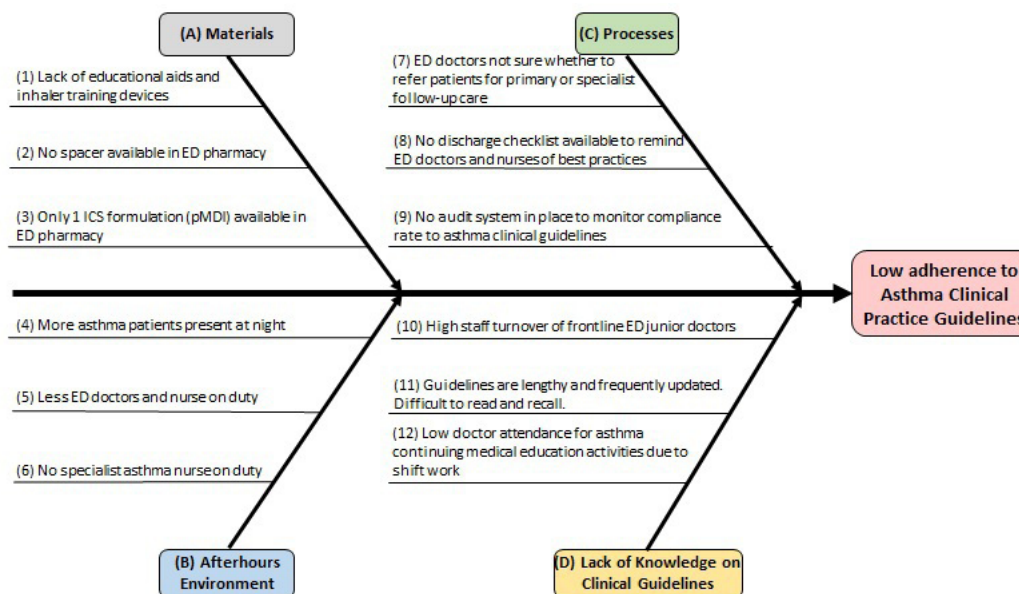 (A) Materials
(1) Lack of educational aids and
inhaler training devices
(2) No spacer available in ED pharmacy
(3) Only 1 ICS formulation (pMDI) available in
ED pharmacy
(C) Processes
(7) ED doctors not sure whether to
refer patients for primary or specialist
follow-up care
(8) No discharge checklist available to remind
ED doctors and nurses of best practices
(9) No audit system in place to monitor compliance
rate to asthma clinical guidelines
Low adherence to
Asthma Clinical
Practice Guidelines
(4) More asthma patients present at night
(5) Less ED doctors and nurse on duty
(6) No specialist asthma nurse on duty
(B) Afterhours
Environment
(10) High staff turnover of frontline ED junior doctors
(11) Guidelines are lengthy and frequently updated.
Difficult to read and recall.
(12) Low doctor attendance for asthma
continuing medical education activities due to
shift work
(D) Lack of Knowledge on
Clinical Guidelines